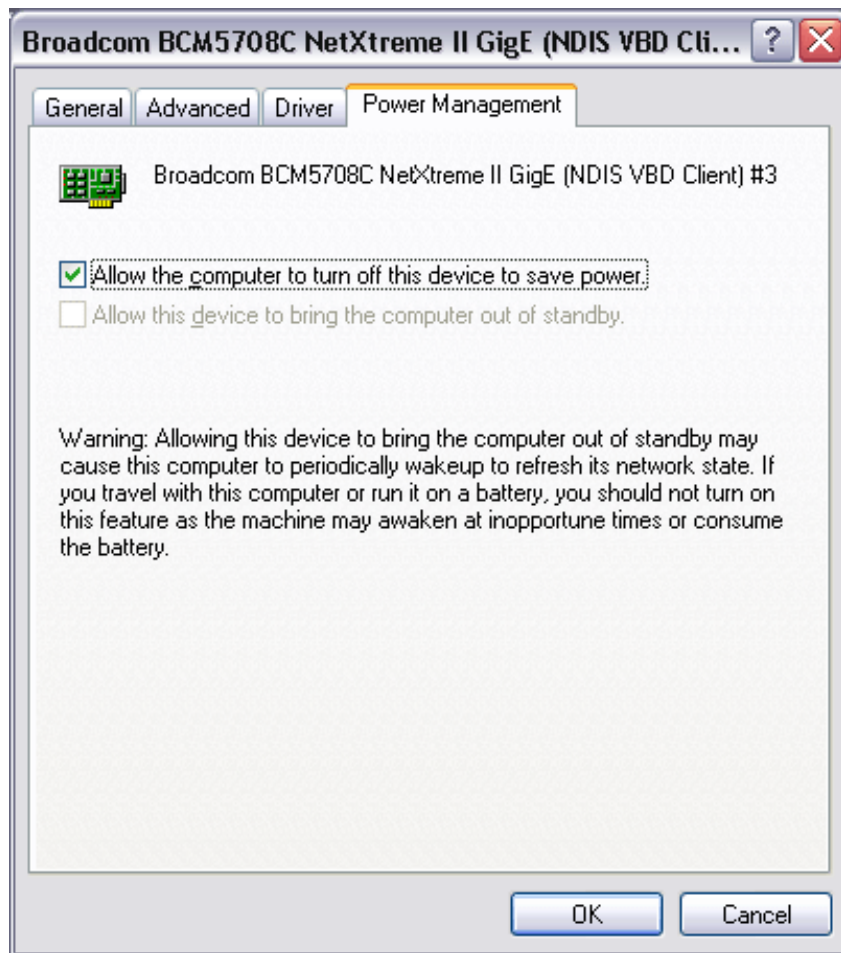 Broadcom BCM5708C NetXtreme II GigE (NDIS VBD Cli...
General Advanced Driver Power Management
Broadcom BCM5708C NetXtreme II GigE (NDIS VBD Client) #3
Allow the computer to turn off this device to save power.
Allow this device to bring the computer out of standby.
Warning: Allowing this device to bring the computer out of standby may
cause this computer to periodically wakeup to refresh its network state. If
you travel with this computer or run it on a battery, you should not turn on
this feature as the machine may awaken at inopportune times or consume
the battery.
OK Cancel